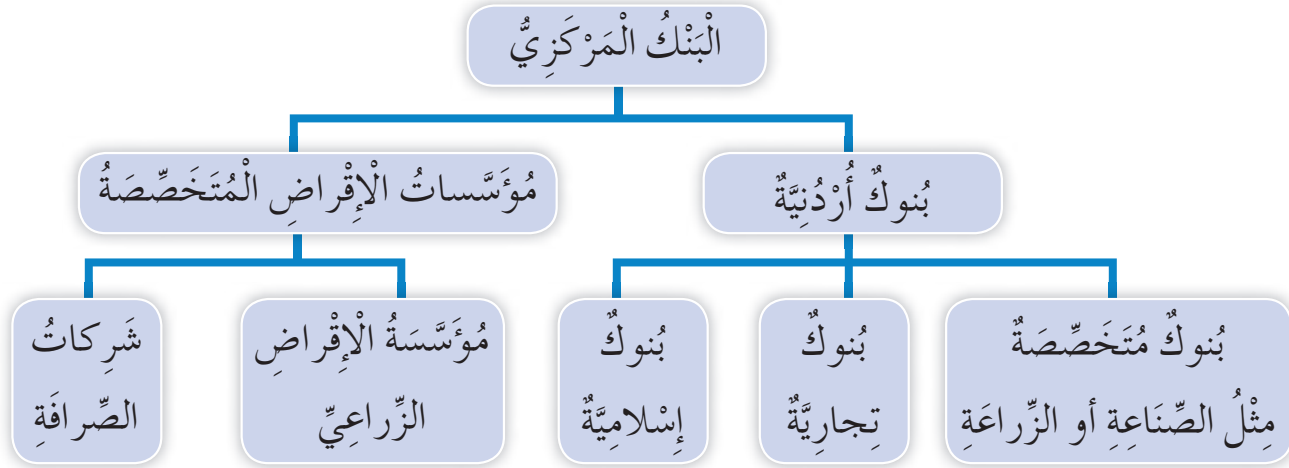 الْبَنْكُ الْمَرْكَزِيُّ
بُنوكٌ أُرْدُنِيَّةٌ
مُؤَسَّساتُ الْإِقْراضِ الْمُتَخَصِّصَةُ
بُنوكٌ مُتَخَصِّصَةٌ
مِثْلُ الصِّنَاعِةِ أو الزِّراعَةِ
بُنوكٌ
تِجارِيَّةٌ
بُنوكٌ
إِسْلامِيَّةٌ
مُؤَسَّسَةُ الْإِقْراضِ
الزِّراعِيِّ
شَرِكاتُ
الصِّرافَةِ